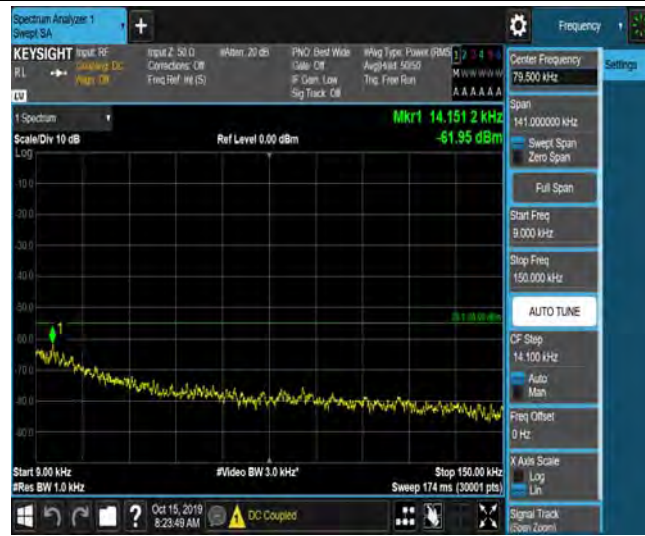 Spectrum Analyzer 1
Swept SA
+
Frequency
KEYSIGHT
Input: RF
Coupling: DC
Align: Off
Input Z: 50 Ω
Corrections: Off
Freq Ref: Int (S)
#Atten: 20 dB
PNO: Best Wide
Gate: Off
IF Gain: Low
Sig Track: Off
#Avg Type: Power (RMS
Avg|Hold: 50/50
Trig: Free Run
1 2 3 4 5 6
M W W W W W
A A A A A A
RL
LV
1 Spectrum
Scale/Div 10 dB
Log
Ref Level 0.00 dBm
Mkr1 14.151 2 kHz
-61.95 dBm
-10.0
-20.0
-30.0
-40.0
-50.0
-60.0
-70.0
-80.0
-90.0
1
Start 9.00 kHz
#Res BW 1.0 kHz
#Video BW 3.0 kHz*
Stop 150.00 kHz
Sweep 174 ms (30001 pts)
Oct 15, 2019
8:23:49 AM
?
DC Coupled
Center Frequency
79.500 kHz
Settings
Span
141.000000 kHz
Swept Span
Zero Span
Full Span
Start Freq
9.000 kHz
Stop Freq
150.000 kHz
AUTO TUNE
CF Step
14.100 kHz
Auto
Man
Freq Offset
0 Hz
X Axis Scale
Log
Lin
Signal Track
(Span Zoom)